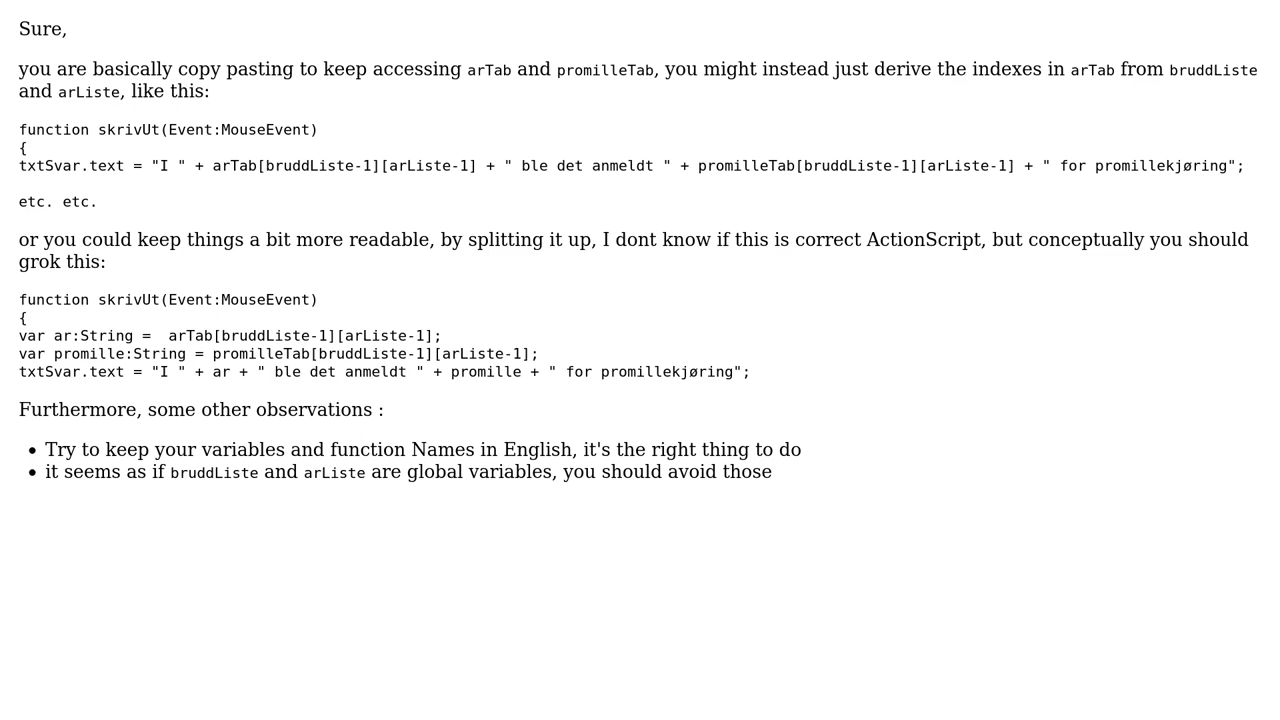 Sure,
you are basically copy pasting to keep accessing arTab and promilleTab, you might instead just derive the indexes in arTab from bruddListe
and arListe, like this:
function skrivUt(Event:MouseEvent)
{
txtSvar.text = "I " + arTab[bruddListe-1][arListe-1] + " ble det anmeldt " + promilleTab[bruddListe-1][arListe-1] + " for promillekjøring";
etc. etc.
or you could keep things a bit more readable, by splitting it up, I dont know if this is correct ActionScript, but conceptually you should
grok this:
function skrivUt(Event:MouseEvent)
{
var ar:String =  arTab[bruddListe-1][arListe-1];
var promille:String = promilleTab[bruddListe-1][arListe-1];
txtSvar.text = "I " + ar + " ble det anmeldt " + promille + " for promillekjøring";
Furthermore, some other observations :
• Try to keep your variables and function Names in English, it's the right thing to do
• it seems as if bruddListe and arListe are global variables, you should avoid those